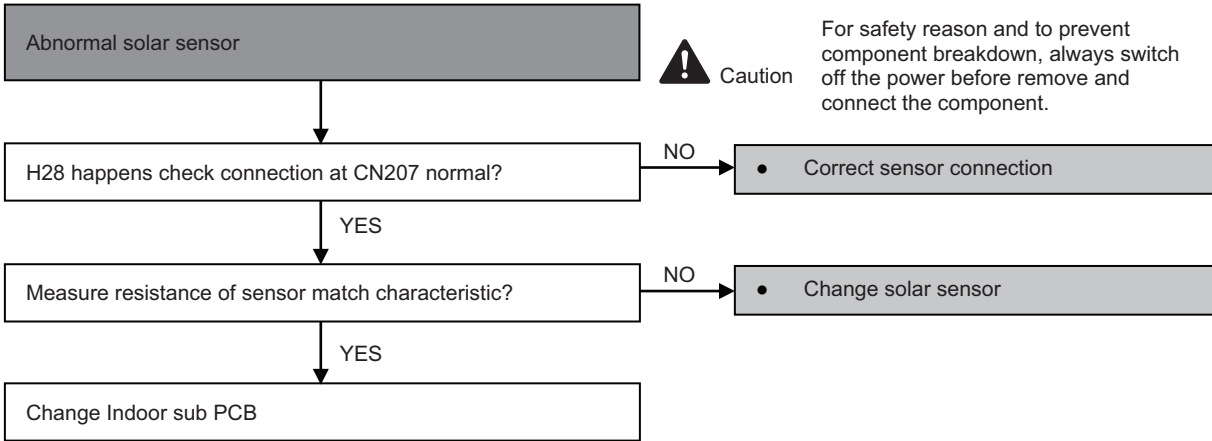 Abnormal solar sensor
Caution
For safety reason and to prevent
component breakdown, always switch
off the power before remove and
connect the component.
H28 happens check connection at CN207 normal?
NO
• Correct sensor connection
YES
Measure resistance of sensor match characteristic?
NO
• Change solar sensor
YES
Change Indoor sub PCB